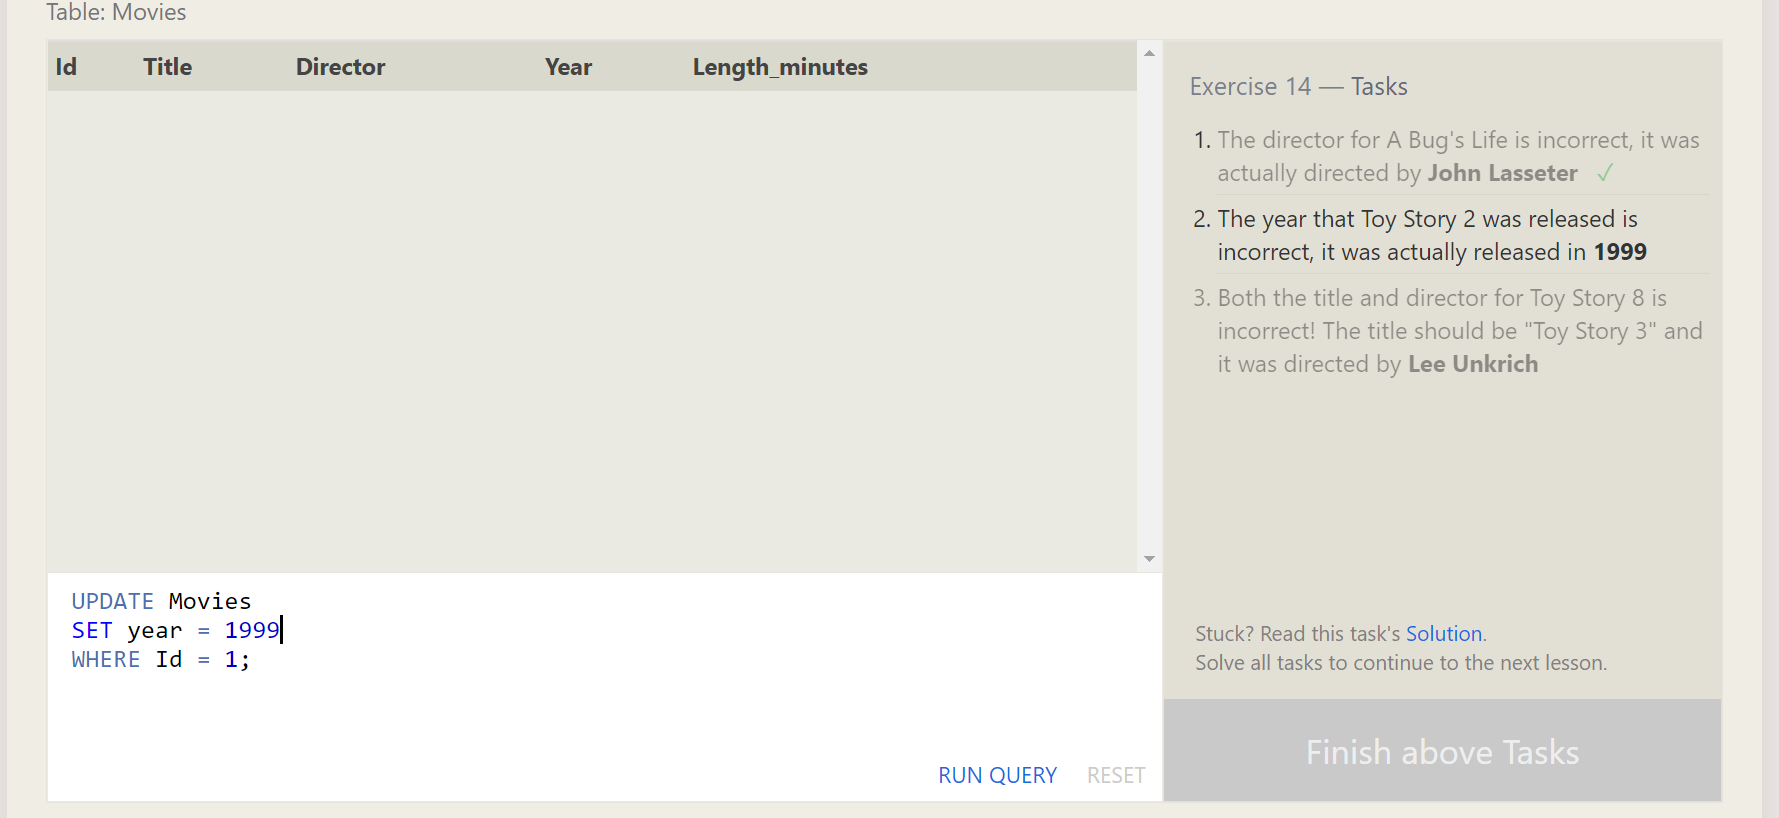 Table: Movies
Id Title Director Year Length_minutes
UPDATE Movies
SET year = 1999
WHERE Id = 1;
RUN QUERY RESET
Exercise 14 — Tasks
1. The director for A Bug's Life is incorrect, it was
actually directed by John Lasseter ✓
2. The year that Toy Story 2 was released is
incorrect, it was actually released in 1999
3. Both the title and director for Toy Story 8 is
incorrect! The title should be "Toy Story 3" and
it was directed by Lee Unkrich
Stuck? Read this task's Solution.
Solve all tasks to continue to the next lesson.
Finish above Tasks